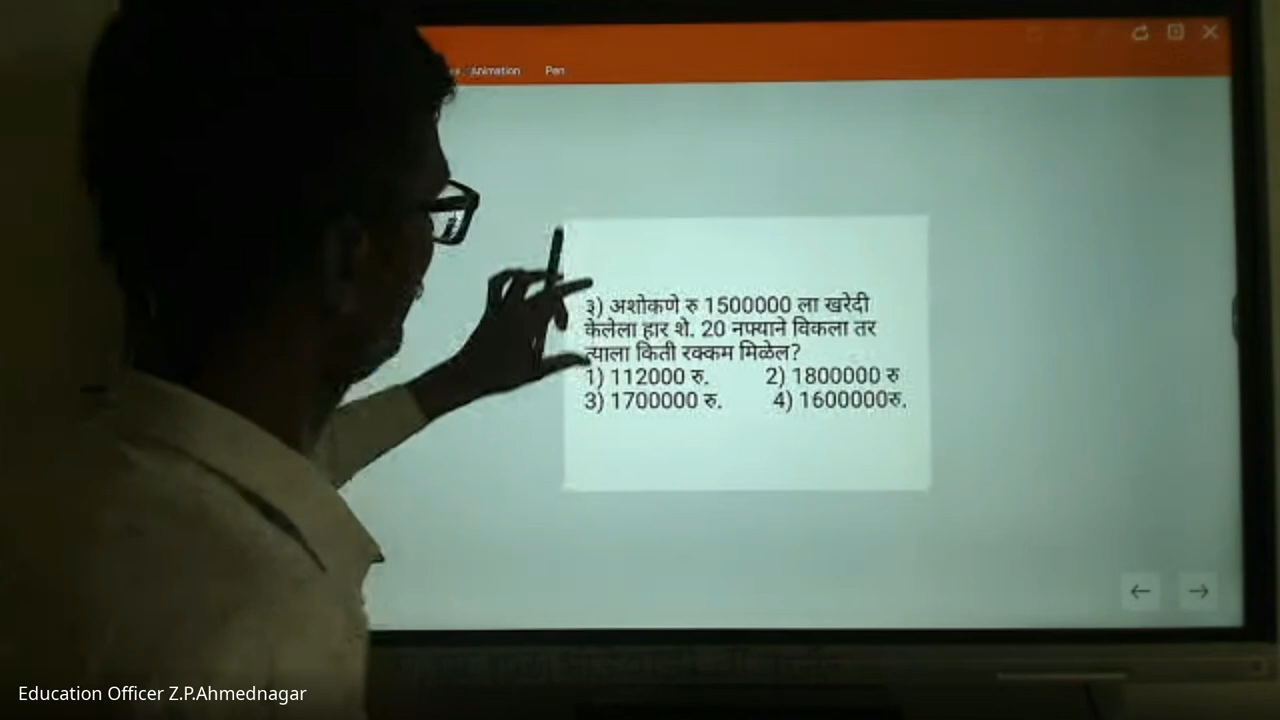 Animation Pen
३) अशोकणे रु 1500000 ला खरेदी
केलेला हार शे. 20 नफ्याने विकला तर
त्याला किती रक्कम मिळेल?
1) 112000 रु. 2) 1800000 रु
3) 1700000 रु. 4) 1600000रु.
Education Officer Z.P.Ahmednagar